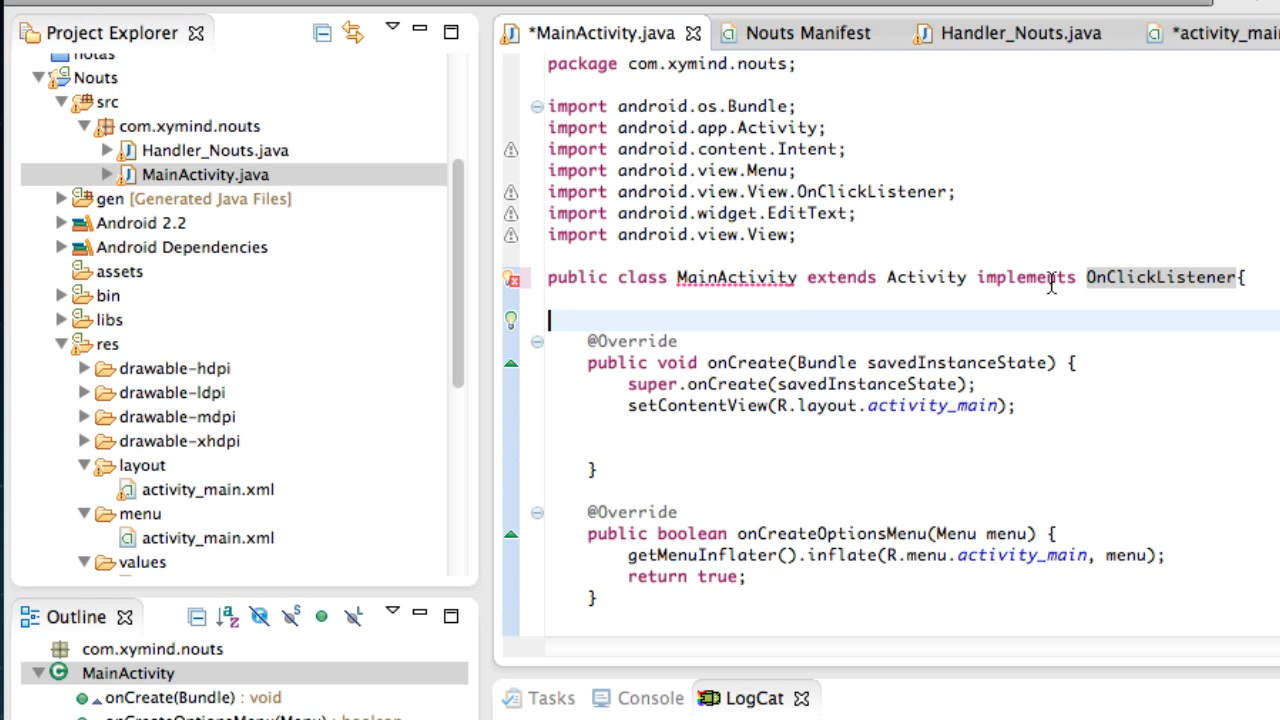 Project Explorer
notas
Nouts
src
com.xymind.nouts
Handler_Nouts.java
MainActivity.java
gen [Generated Java Files]
Android 2.2
Android Dependencies
assets
bin
libs
res
drawable-hdpi
drawable-ldpi
drawable-mdpi
drawable-xhdpi
layout
activity_main.xml
menu
activity_main.xml
values
Outline
com.xymind.nouts
MainActivity
onCreate(Bundle) : void
onCreateOptionsMenu(Menu) : boolean
*MainActivity.java
Nouts Manifest
Handler_Nouts.java
*activity_mai
package com.xymind.nouts;
import android.os.Bundle;
import android.app.Activity;
import android.content.Intent;
import android.view.Menu;
import android.view.View.OnClickListener;
import android.widget.EditText;
import android.view.View;
public class MainActivity extends Activity implements OnClickListener{
@Override
public void onCreate(Bundle savedInstanceState) {
super.onCreate(savedInstanceState);
setContentView(R.layout.activity_main);
}
@Override
public boolean onCreateOptionsMenu(Menu menu) {
getMenuInflater().inflate(R.menu.activity_main, menu);
return true;
}
Tasks
Console
LogCat